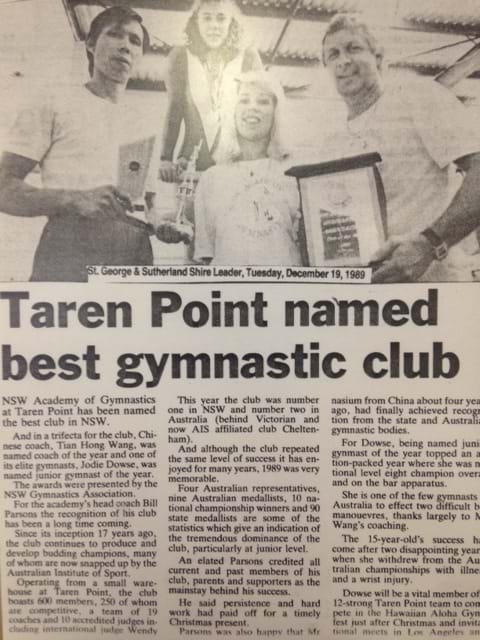 St. George & Sutherland Shire Leader, Tuesday, December 19, 1989
Taren Point named
best gymnastic club
NSW Academy of Gymnastics
at Taren Point has been named
the best club in NSW.
And in a trifecta for the club, Chi-
nese coach, Tian Hong Wang, was
named coach of the year and one of
its elite gymnasts, Jodie Dowse, was
named junior gymnast of the year.
The awards were presented by the
NSW Gymnastics Association.
For the academy's head coach Bill
Parsons the recognition of his club
has been a long time coming.
Since its inception 17 years ago,
the club continues to produce and
develop budding champions, many
of whom are now snapped up by the
Australian Institute of Sport.
Operating from a small ware-
house at Taren Point, the club
boasts 600 members, 250 of whom
are competitive, a team of 19
coaches and 10 accredited judges in-
cluding international judge Wendy
This year the club was number
one in NSW and number two in
Australia (behind Victorian and
now AIS affiliated club Chelten-
ham).
And although the club repeated
the same level of success it has en-
joyed for many years, 1989 was very
memorable.
Four Australian representatives,
nine Australian medallists, 10 na-
tional championship winners and 90
state medallists are some of the
statistics which give an indication of
the tremendous dominance of the
club, particularly at junior level.
An elated Parsons credited all
current and past members of his
club, parents and supporters as the
mainstay behind his success.
He said persistence and hard
work had paid off for a timely
Christmas present.
Parsons was also happy that Mr
nasium from China about four yea
ago, had finally achieved recogn
tion from the state and Australia
gymnastic bodies.
For Dowse, being named juni
gynmast of the year topped an a
tion-packed year where she was n
tional level eight champion overa
and on the bar apparatus.
She is one of the few gymnasts
Australia to effect two difficult b
manouevres, thanks largely to M
Wang's coaching.
The 15-year-old's success h
come after two disappointing year
when she withdrew from the Au
tralian championships with illne
and a wrist injury.
Dowse will be a vital member of
12-strong Taren Point team to com
pete in the Hawaiian Aloha Gym
fest just after Christmas and invita
tional meets in Los Angeles an